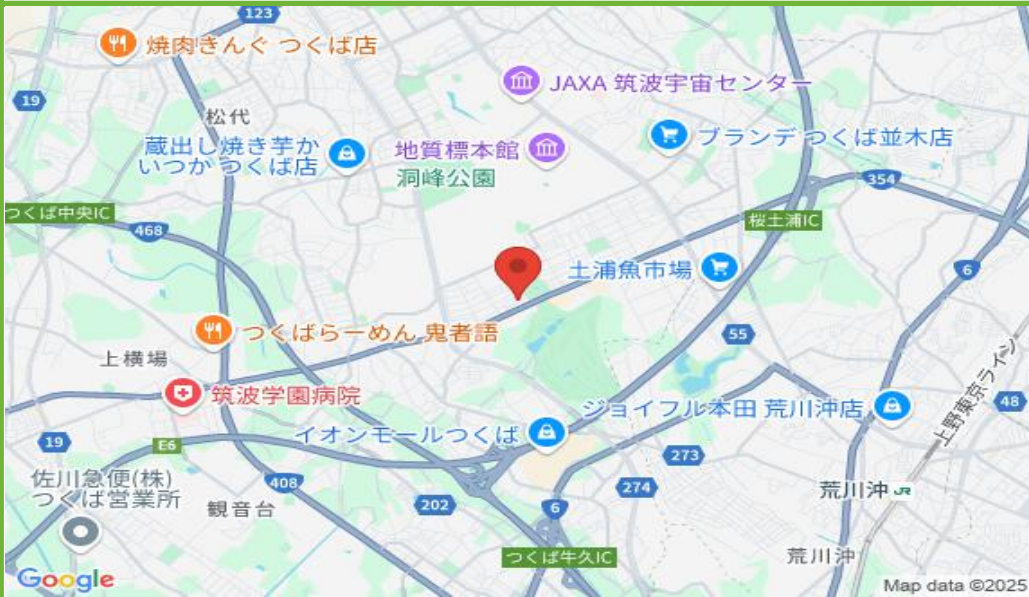 123
焼肉きんぐ つくば店
JAXA 筑波宇宙センター
19
松代
蔵出し焼き芋か
いつか つくば店
地質標本館
洞峰公園
ブランデ つくば並木店
354
つくば中央IC
468
桜土浦IC
土浦魚市場
6
つくばらーめん 鬼者語
55
上横場
筑波学園病院
ジョイフル本田 荒川沖店
上野東京ライン
48
イオンモールつくば
19
E6
273
佐川急便(株)
つくば営業所
408
274
荒川沖 JR
202
観音台
6
つくば牛久IC
荒川沖
Google
Map data ©2025